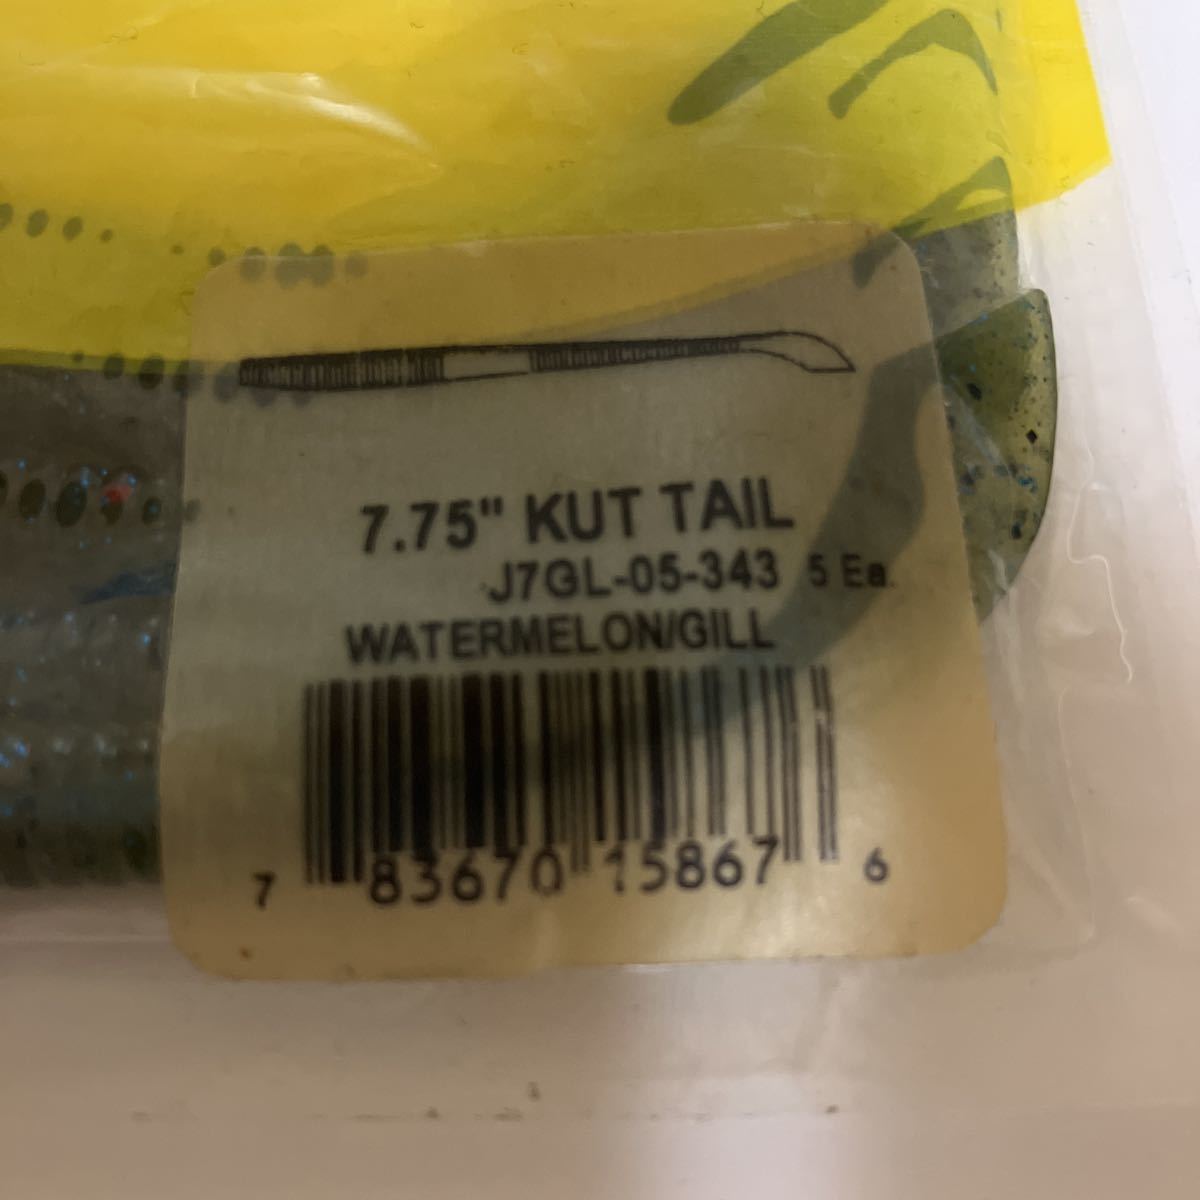 7.75" KUT TAIL
J7GL-05-343 5 Ea.
WATERMELON/GILL
7 83670 15867 6